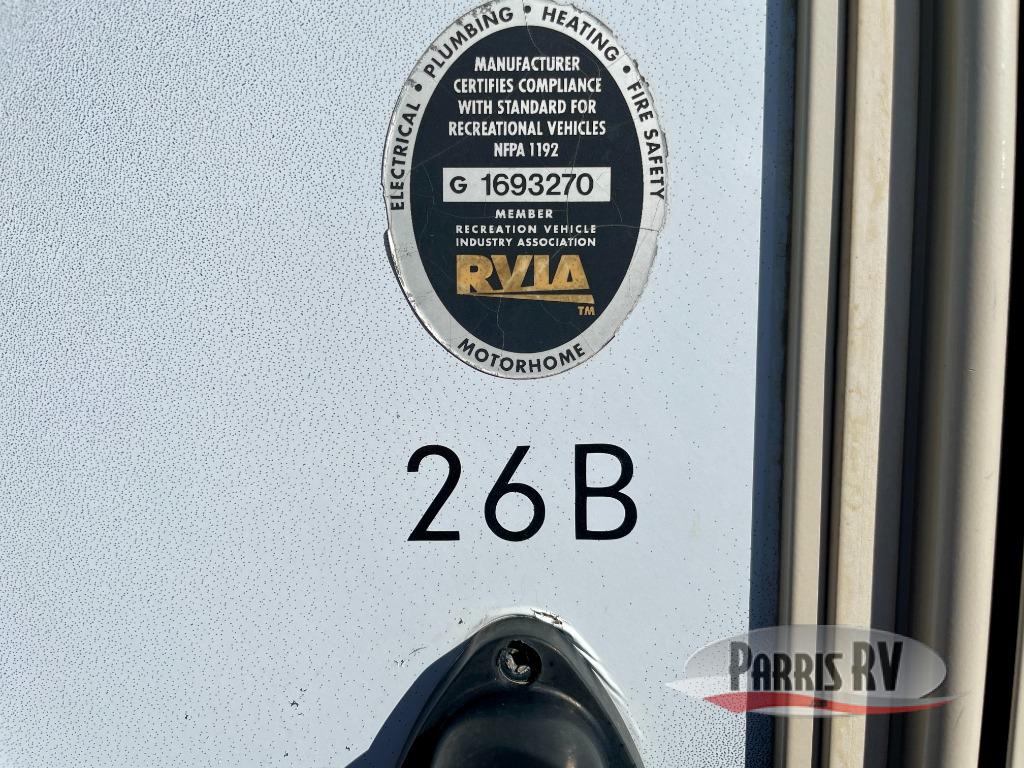 ELECTRICAL • PLUMBING • HEATING • FIRE SAFETY
MANUFACTURER
CERTIFIES COMPLIANCE
WITH STANDARD FOR
RECREATIONAL VEHICLES
NFPA 1192
G 1693270
MEMBER
RECREATION VEHICLE
INDUSTRY ASSOCIATION
RVIA
TM
MOTORHOME
26B
PARRIS RV